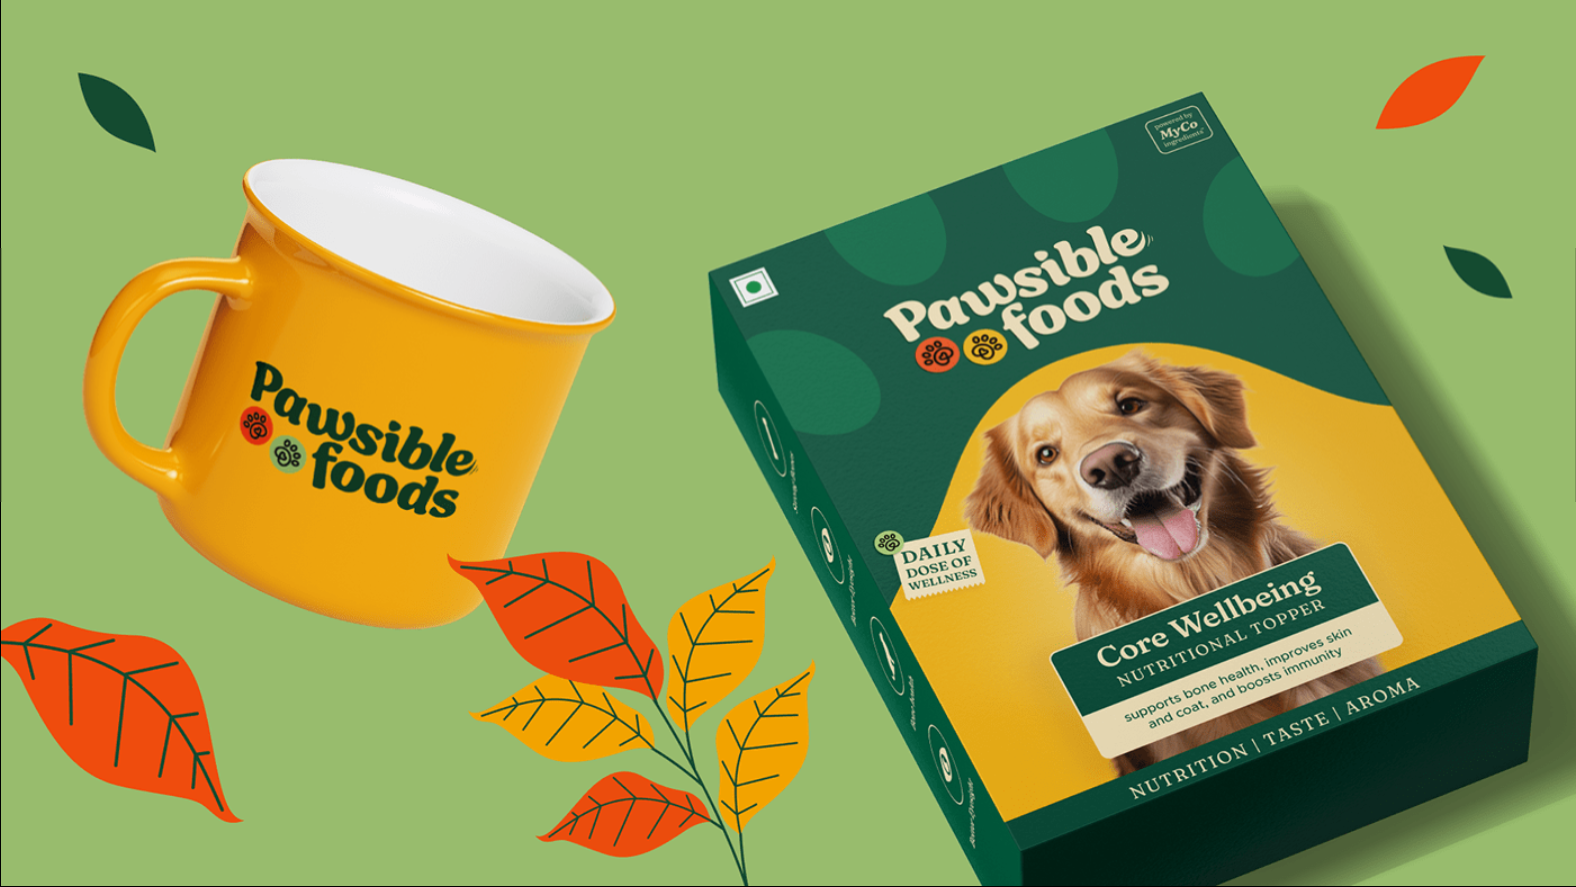 Pawsible
foods
powered by
MyCo
ingredients
Pawsible
foods
DAILY
DOSE OF
WELLNESS
Core Wellbeing
NUTRITIONAL TOPPER
supports bone health, improves skin
and coat, and boosts immunity
NUTRITION | TASTE | AROMA